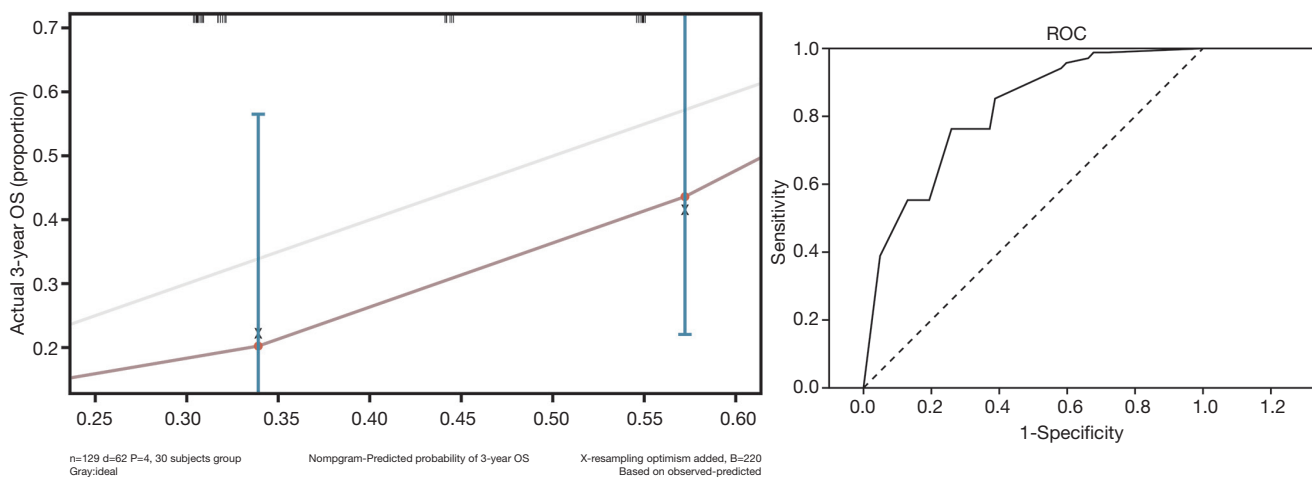 0.7
0.6
0.5
0.4
0.3
0.2
Actual 3-year OS (proportion)
0.25 0.30 0.35 0.40 0.45 0.50 0.55 0.60
n=129 d=62 P=4, 30 subjects group
Gray:ideal
Nompgram-Predicted probability of 3-year OS
X-resampling optimism added, B=220
Based on observed-predicted
ROC
1.0
0.8
0.6
0.4
0.2
0.0
Sensitivity
0.0 0.2 0.4 0.6 0.8 1.0 1.2
1-Specificity